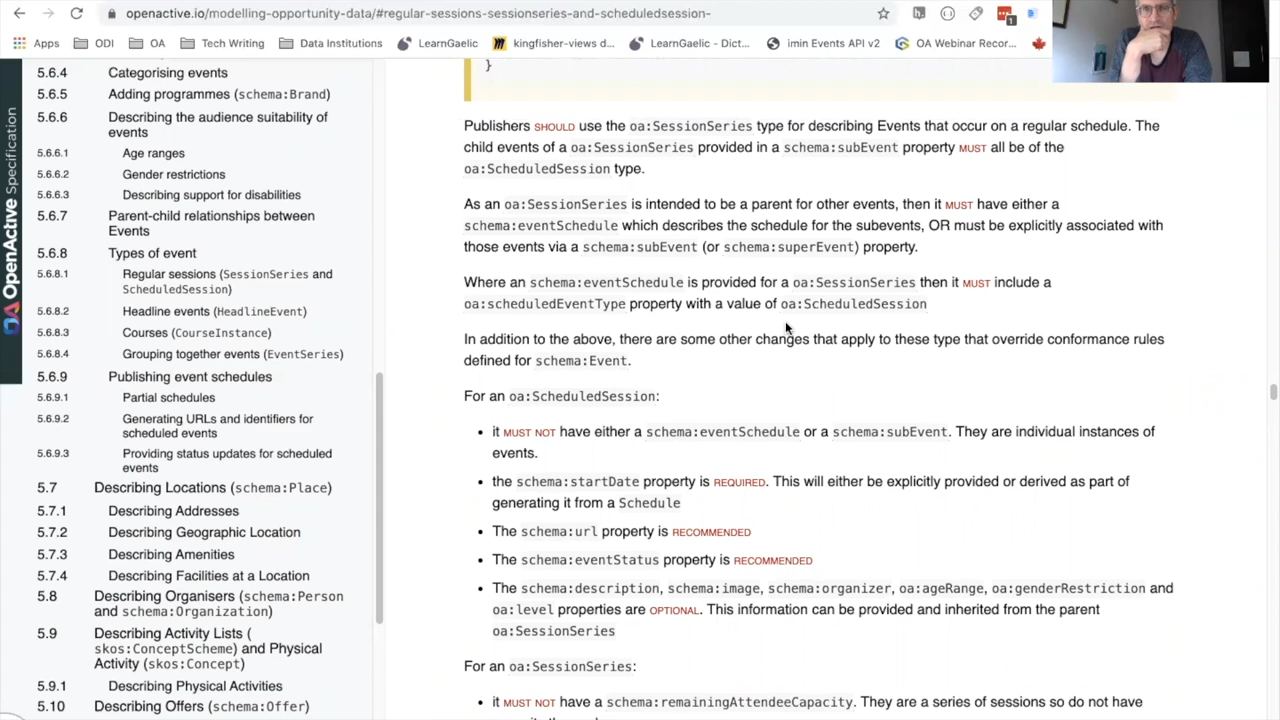 openactive.io/modelling-opportunity-data/#regular-sessions-sessionseries-and-scheduledsession-
Apps ODI OA Tech Writing Data Institutions LearnGaelic kingfisher-views d... LearnGaelic - Dict... imin Events API v2 OA Webinar Recor...
1
OpenActive Specification
5.6.4 Categorising events
5.6.5 Adding programmes (schema:Brand)
5.6.6 Describing the audience suitability of
events
5.6.6.1 Age ranges
5.6.6.2 Gender restrictions
5.6.6.3 Describing support for disabilities
5.6.7 Parent-child relationships between
Events
5.6.8 Types of event
5.6.8.1 Regular sessions (SessionSeries and
ScheduledSession)
5.6.8.2 Headline events (HeadlineEvent)
5.6.8.3 Courses (CourseInstance)
5.6.8.4 Grouping together events (EventSeries)
5.6.9 Publishing event schedules
5.6.9.1 Partial schedules
5.6.9.2 Generating URLs and identifiers for
scheduled events
5.6.9.3 Providing status updates for scheduled
events
5.7 Describing Locations (schema:Place)
5.7.1 Describing Addresses
5.7.2 Describing Geographic Location
5.7.3 Describing Amenities
5.7.4 Describing Facilities at a Location
5.8 Describing Organisers (schema:Person
and schema:Organization)
5.9 Describing Activity Lists (
skos:ConceptScheme) and Physical
Activity (skos:Concept)
5.9.1 Describing Physical Activities
5.10 Describing Offers (schema:Offer)
}
Publishers SHOULD use the oa:SessionSeries type for describing Events that occur on a regular schedule. The
child events of a oa:SessionSeries provided in a schema:subEvent property MUST all be of the
oa:ScheduledSession type.
As an oa:SessionSeries is intended to be a parent for other events, then it MUST have either a
schema:eventSchedule which describes the schedule for the subevents, OR must be explicitly associated with
those events via a schema:subEvent (or schema:superEvent) property.
Where an schema:eventSchedule is provided for a oa:SessionSeries then it MUST include a
oa:scheduledEventType property with a value of oa:ScheduledSession
In addition to the above, there are some other changes that apply to these type that override conformance rules
defined for schema:Event.
For an oa:ScheduledSession:
• it MUST NOT have either a schema:eventSchedule or a schema:subEvent. They are individual instances of
events.
• the schema:startDate property is REQUIRED. This will either be explicitly provided or derived as part of
generating it from a Schedule
• The schema:url property is RECOMMENDED
• The schema:eventStatus property is RECOMMENDED
• The schema:description, schema:image, schema:organizer, oa:ageRange, oa:genderRestriction and
oa:level properties are OPTIONAL. This information can be provided and inherited from the parent
oa:SessionSeries
For an oa:SessionSeries:
• it MUST NOT have a schema:remainingAttendeeCapacity. They are a series of sessions so do not have